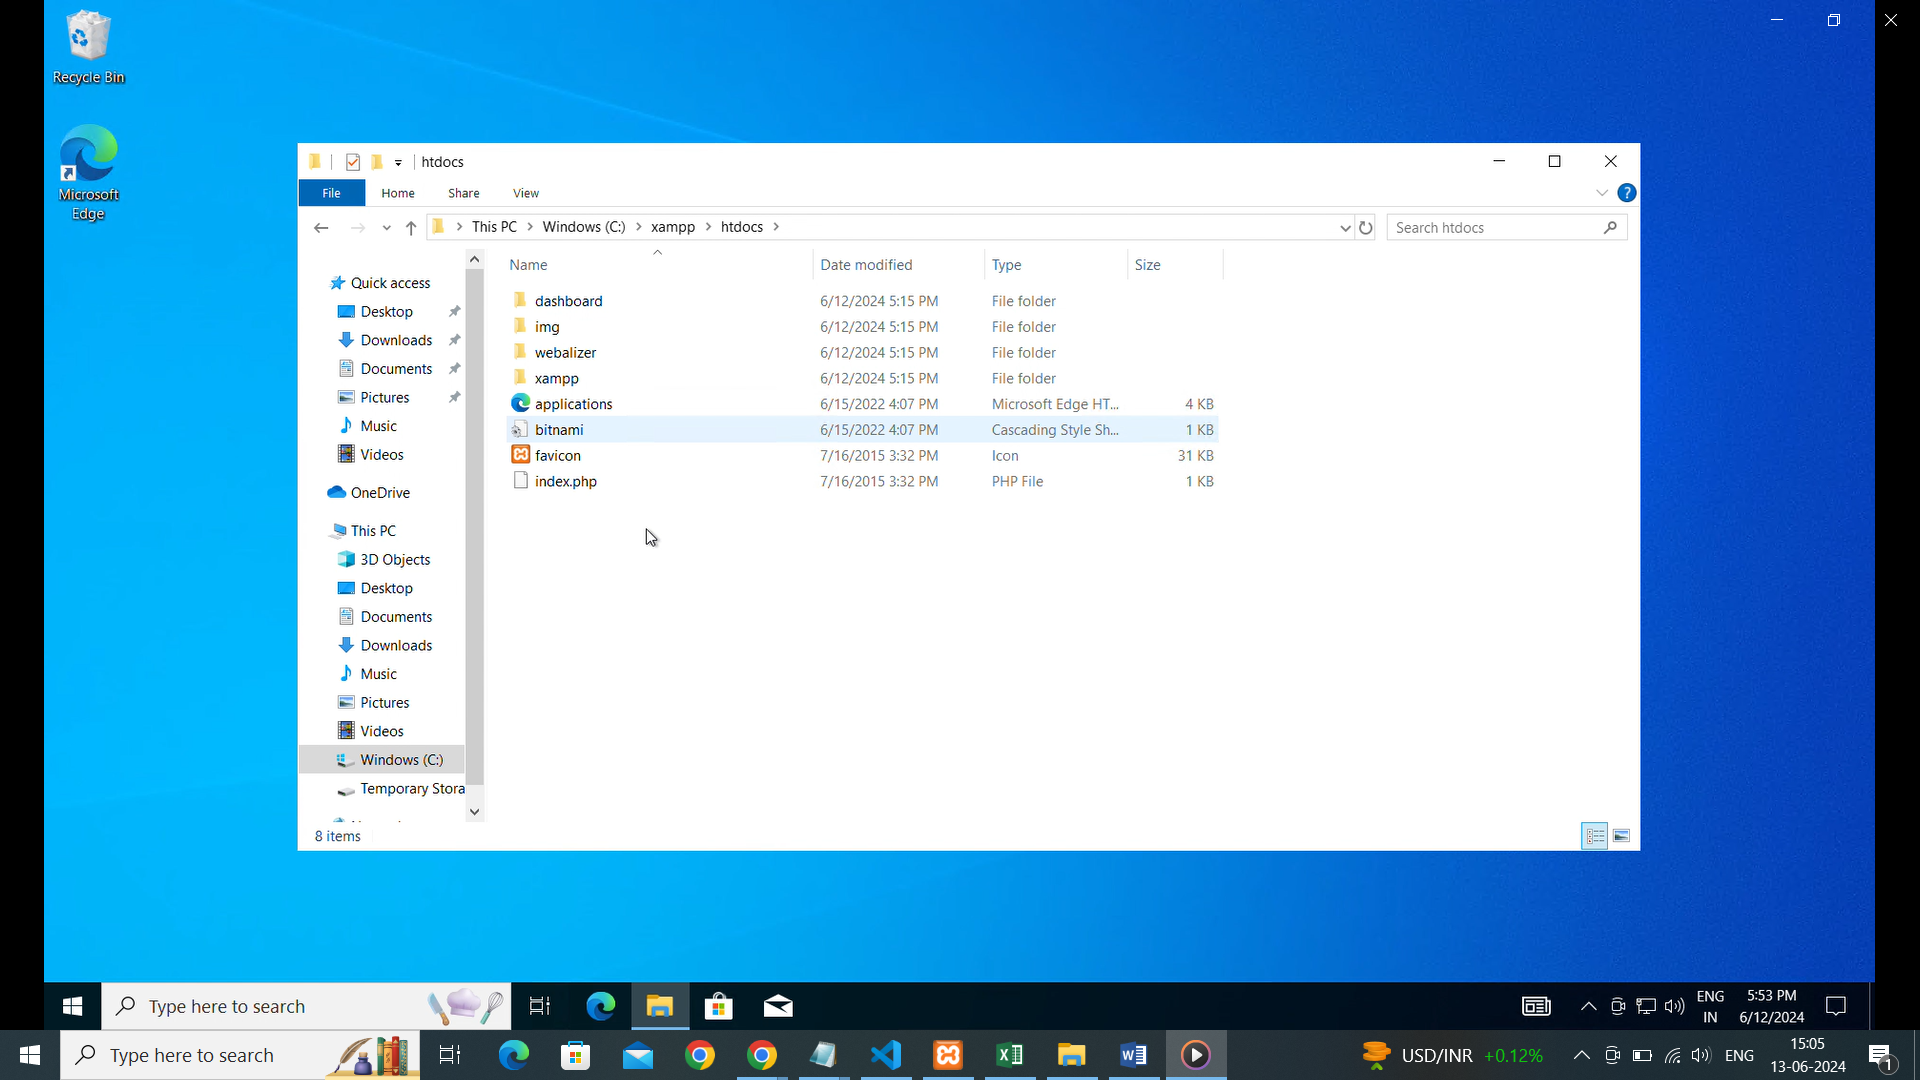 Recycle Bin
Microsoft
Edge
htdocs
File
Home
Share
View
?
This PC
Windows (C:)
xampp
htdocs
Search htdocs
Name
Date modified
Type
Size
Quick access
Desktop
Downloads
Documents
Pictures
Music
Videos
OneDrive
This PC
3D Objects
Desktop
Documents
Downloads
Music
Pictures
Videos
Windows (C:)
Temporary Stora
dashboard 6/12/2024 5:15 PM File folder
img 6/12/2024 5:15 PM File folder
webalizer 6/12/2024 5:15 PM File folder
xampp 6/12/2024 5:15 PM File folder
applications 6/15/2022 4:07 PM Microsoft Edge HT... 4 KB
bitnami 6/15/2022 4:07 PM Cascading Style Sh... 1 KB
favicon 7/16/2015 3:32 PM Icon 31 KB
index.php 7/16/2015 3:32 PM PHP File 1 KB
8 items
Type here to search
ENG
IN
5:53 PM
6/12/2024
Type here to search
USD/INR +0.12%
ENG
15:05
13-06-2024
1